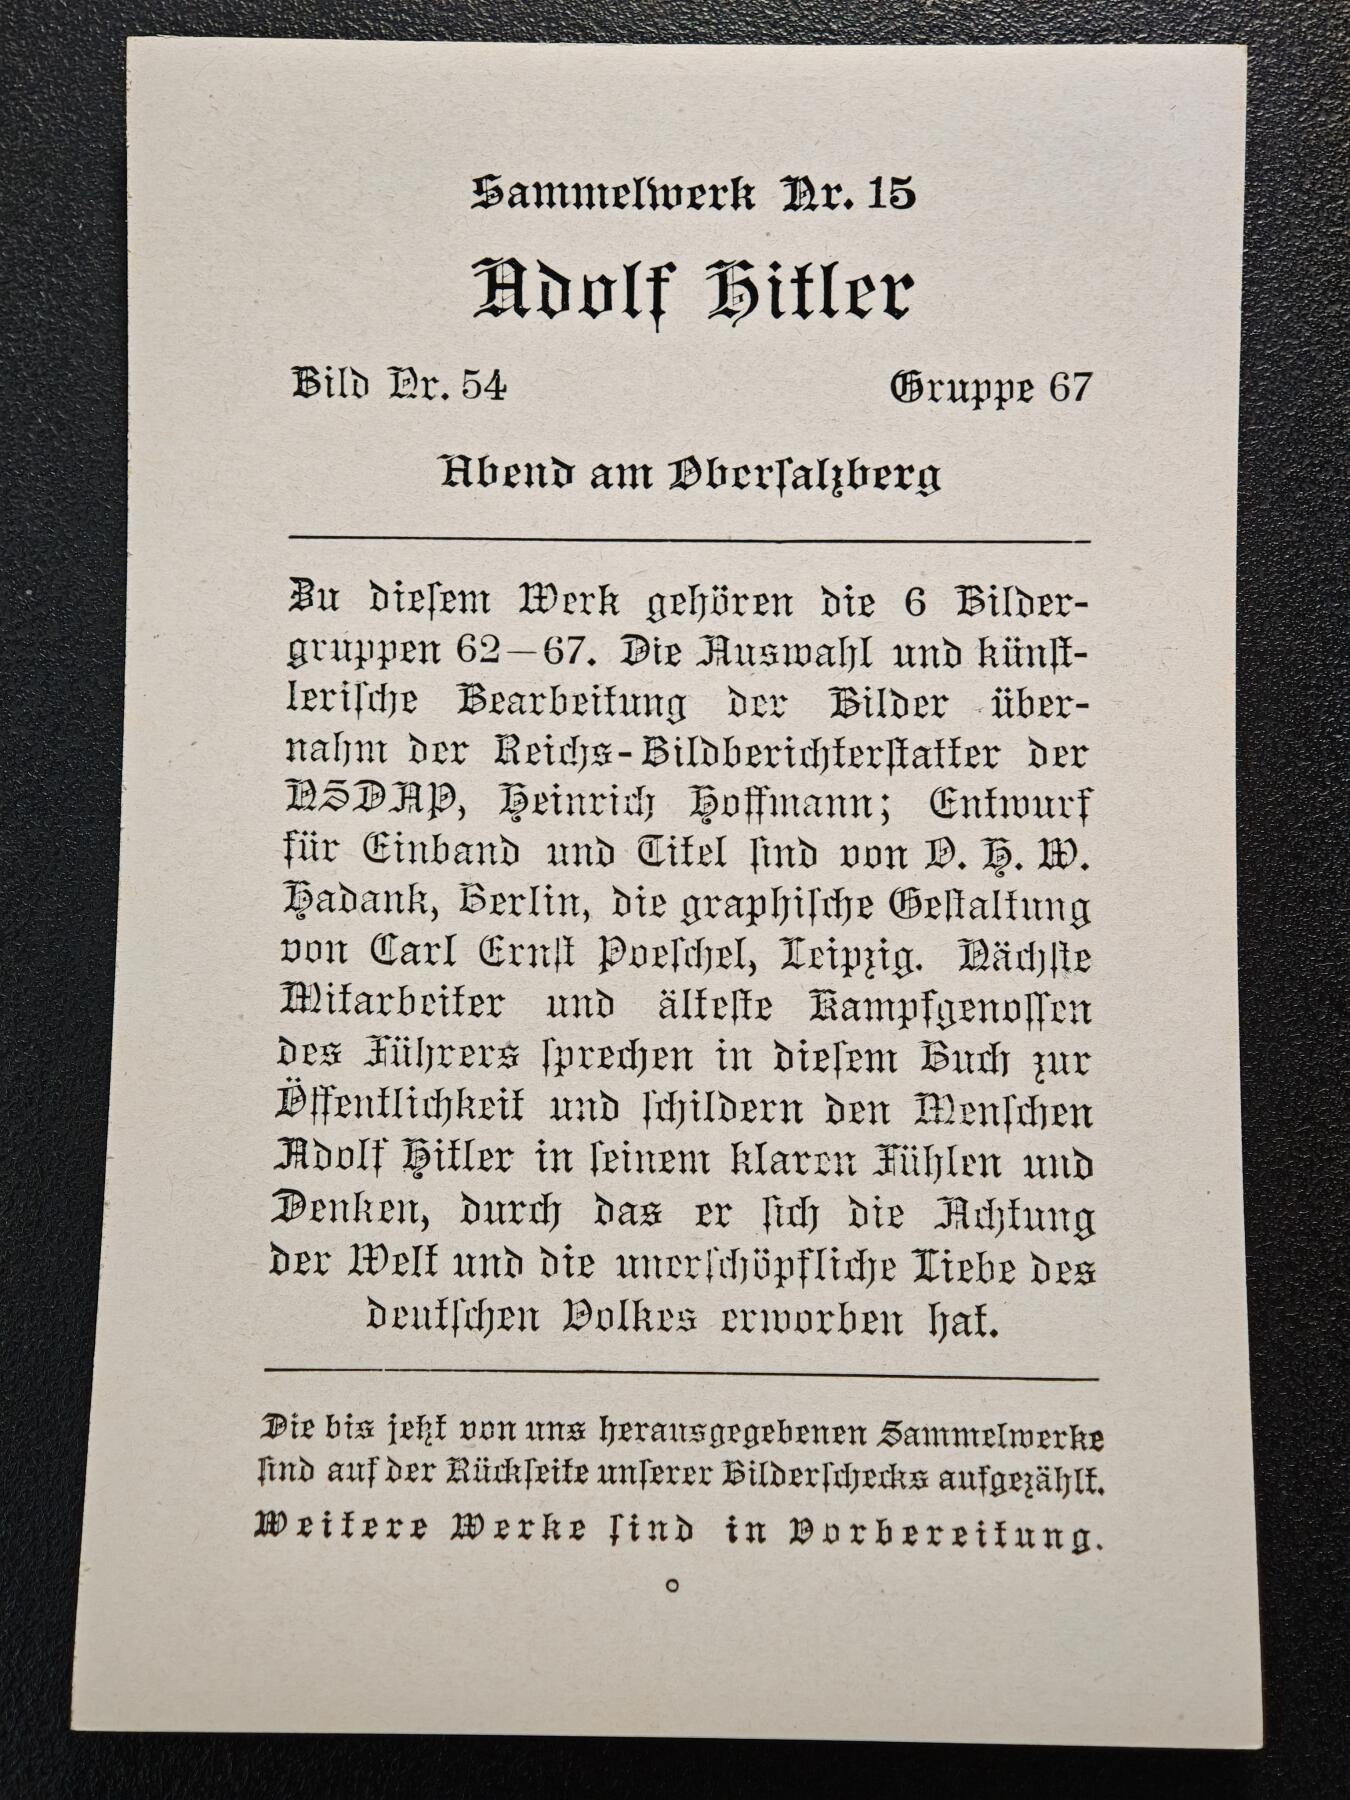 Sammelwerk Nr. 15
Adolf Hitler
Bild Nr. 54 Gruppe 67
Abend am Oberſalzberg
Zu dieſem Werk gehören die 6 Bilder-
gruppen 62—67. Die Auswahl und künſt-
leriſche Bearbeitung der Bilder über-
nahm der Reichs-Bildberichterſtatter der
NSDAP, Heinrich Hoffmann; Entwurf
für Einband und Titel ſind von O. H. W.
Hadank, Berlin, die graphiſche Geſtaltung
von Carl Ernſt Poeſchel, Leipzig. Nächſte
Mitarbeiter und älteſte Kampfgenoſſen
des Führers ſprechen in dieſem Buch zur
Öffentlichkeit und ſchildern den Menſchen
Adolf Hitler in ſeinem klaren Fühlen und
Denken, durch das er ſich die Achtung
der Welt und die unerſchöpfliche Liebe des
deutſchen Volkes erworben hat.
Die bis jetzt von uns herausgegebenen Sammelwerke
ſind auf der Rückſeite unſerer Bilderſchecks aufgezählt.
Weitere Werke ſind in Vorbereitung.